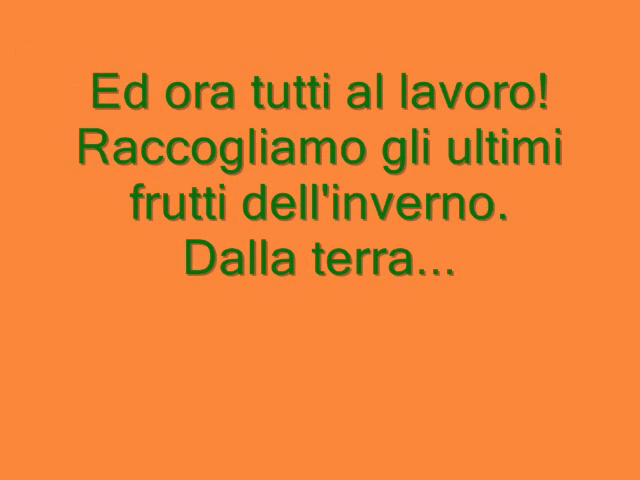 Ed ora tutti al lavoro!
Raccogliamo gli ultimi
frutti dell'inverno.
Dalla terra...